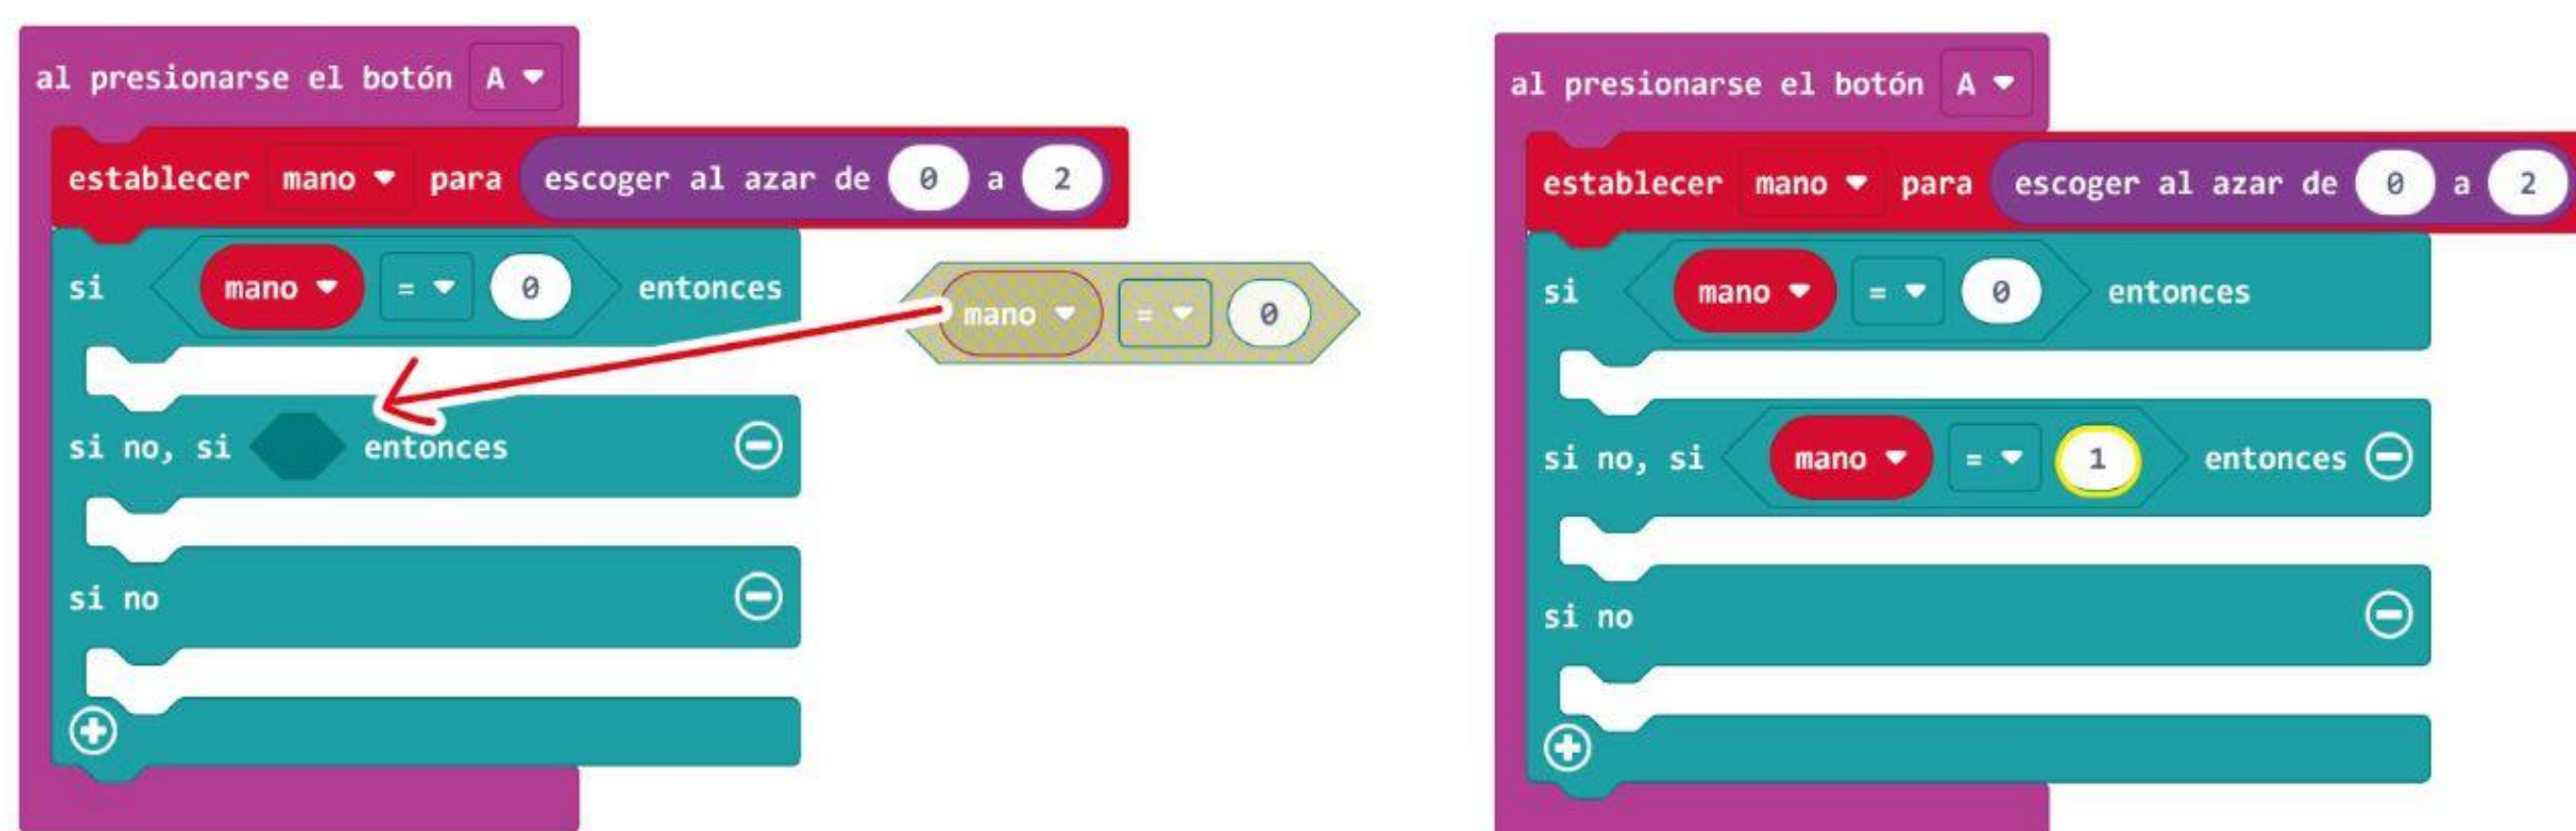 al presionarse el botón A
establecer mano para escoger al azar de 0 a 2
si mano = 0 entonces
mano = 0
si no, si entonces
si no
al presionarse el botón A
establecer mano para escoger al azar de 0 a 2
si mano = 0 entonces
si no, si mano = 1 entonces
si no